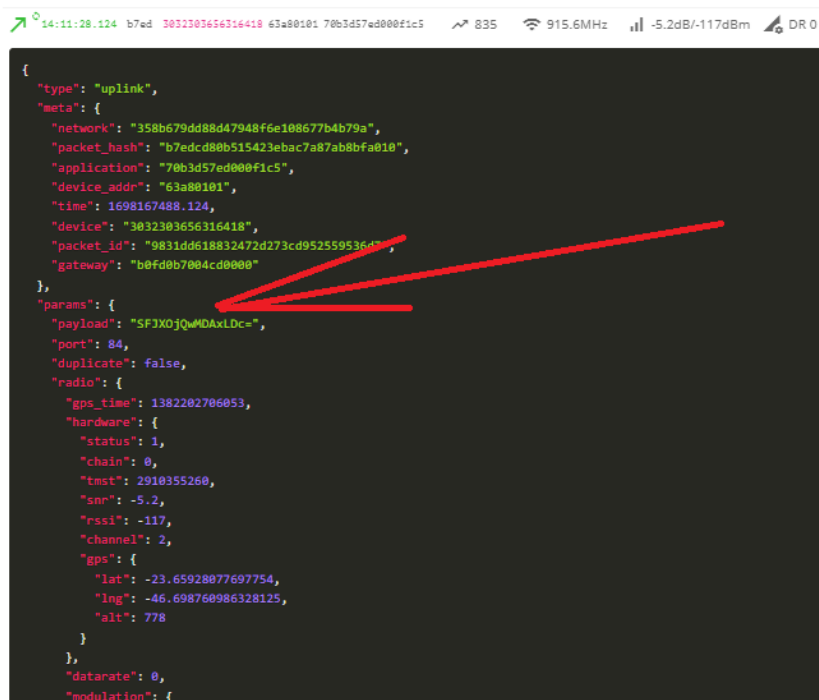 14:11:28.124 b7ed 3032303656316418 63a80101 70b3d57ed000f1c5 835 915.6MHz -5.2dB/-117dBm DR 0
{
"type": "uplink",
"meta": {
"network": "358b679dd88d47948f6e108677b4b79a",
"packet_hash": "b7edcd80b515423ebac7a87ab8bfa010",
"application": "70b3d57ed000f1c5",
"device_addr": "63a80101",
"time": 1698167488.124,
"device": "3032303656316418",
"packet_id":
"gateway": "b0fd0b7004cd0000"
},
"params": {
"payload": "SFJXOjQwMDAxLDc=",
"port": 84,
"duplicate": false,
"radio": {
"gps_time": 1382202706053,
"hardware": {
"status": 1,
"chain": 0,
"tmst": 2910355260,
"snr": -5.2,
"rssi": -117,
"channel": 2,
"gps": {
"lat": -23.65928077697754,
"lng": -46.698760986328125,
"alt": 778
}
},
"datarate": 0,
"modulation": {